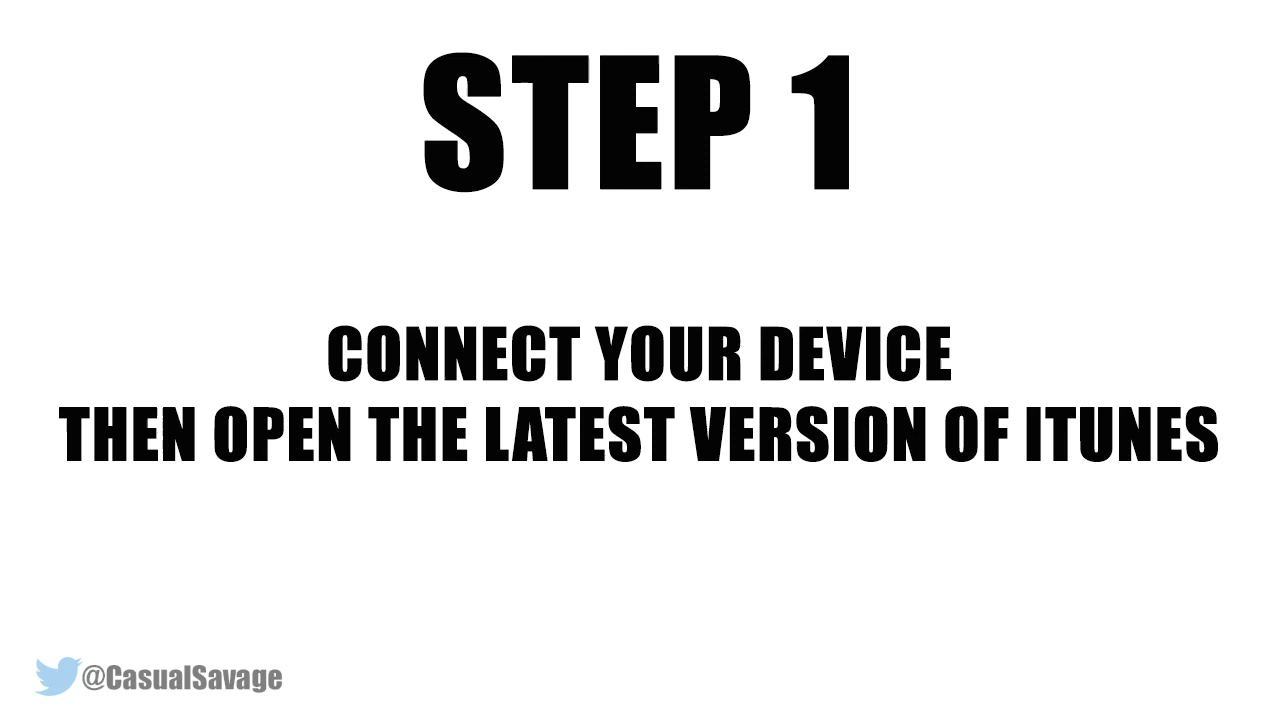 STEP 1
CONNECT YOUR DEVICE
THEN OPEN THE LATEST VERSION OF ITUNES
@CasualSavage